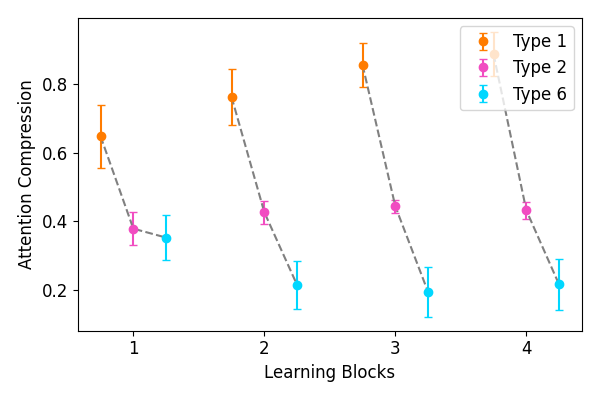 Type 1
Type 2
Type 6
Attention Compression
0.8
0.6
0.4
0.2
1 2 3 4
Learning Blocks